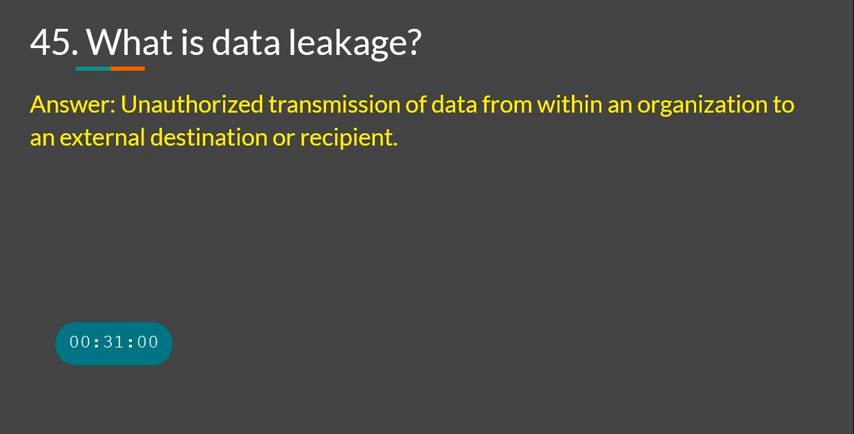 45. What is data leakage?
Answer: Unauthorized transmission of data from within an organization to
an external destination or recipient.
00:31:00